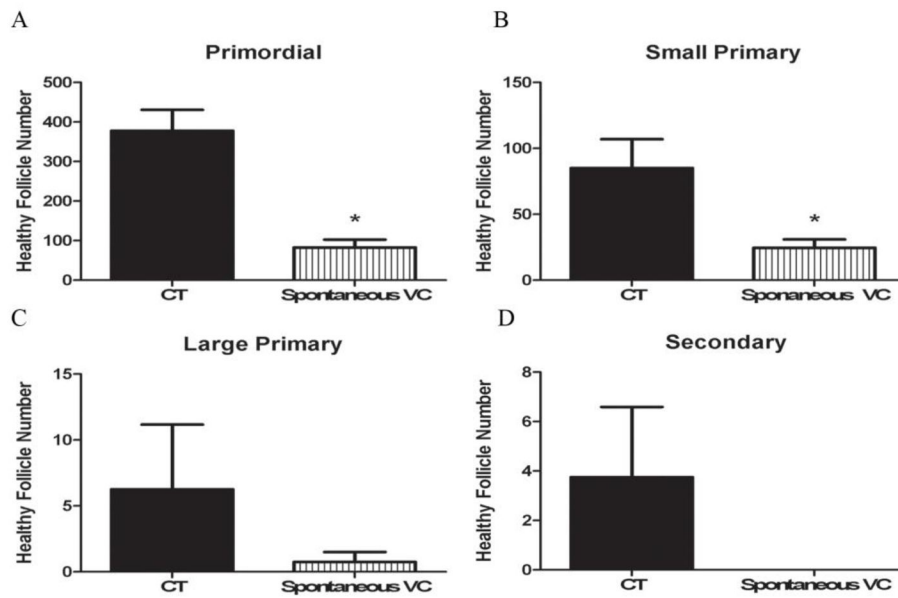 A
Primordial
Healthy Follicle Number
500
400
300
200
100
0
*
CT
Spontaneous VC
B
Small Primary
Healthy Follicle Number
150
100
50
0
*
CT
Sponaneous VC
C
Large Primary
Healthy Follicle Number
15
10
5
0
CT
Spontaneous VC
D
Secondary
Healthy Follicle Number
8
6
4
2
0
CT
Spontaneous VC